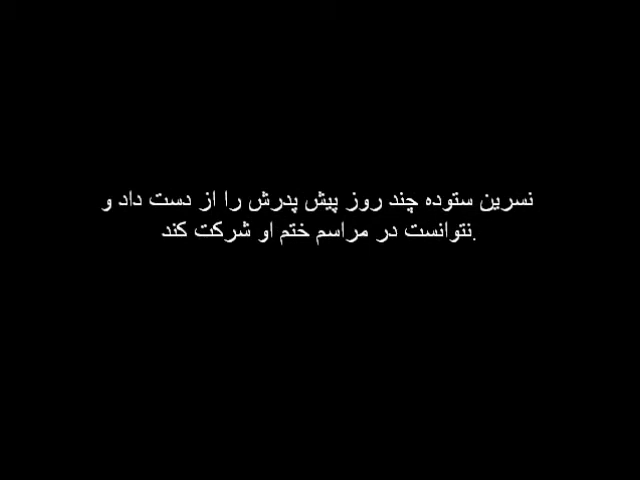 نسرین ستوده چند روز پیش پدرش را از دست داد و
نتوانست در مراسم ختم او شرکت کند.